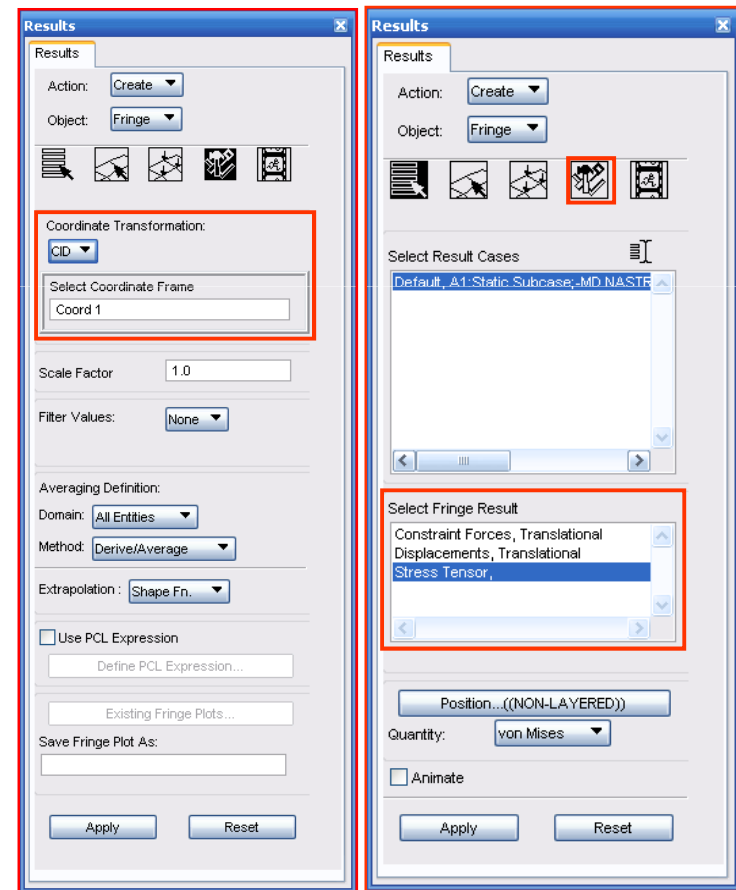 Results
Results
Action: Create
Object: Fringe
Coordinate Transformation:
CID
Select Coordinate Frame
Coord 1
Scale Factor 1.0
Filter Values: None
Averaging Definition:
Domain: All Entities
Method: Derive/Average
Extrapolation : Shape Fn.
Use PCL Expression
Define PCL Expression...
Existing Fringe Plots...
Save Fringe Plot As:
Apply Reset
Results
Results
Action: Create
Object: Fringe
Select Result Cases
Default, A1:Static Subcase;-MD NASTR
Select Fringe Result
Constraint Forces, Translational
Displacements, Translational
Stress Tensor,
Position...((NON-LAYERED))
Quantity: von Mises
Animate
Apply Reset